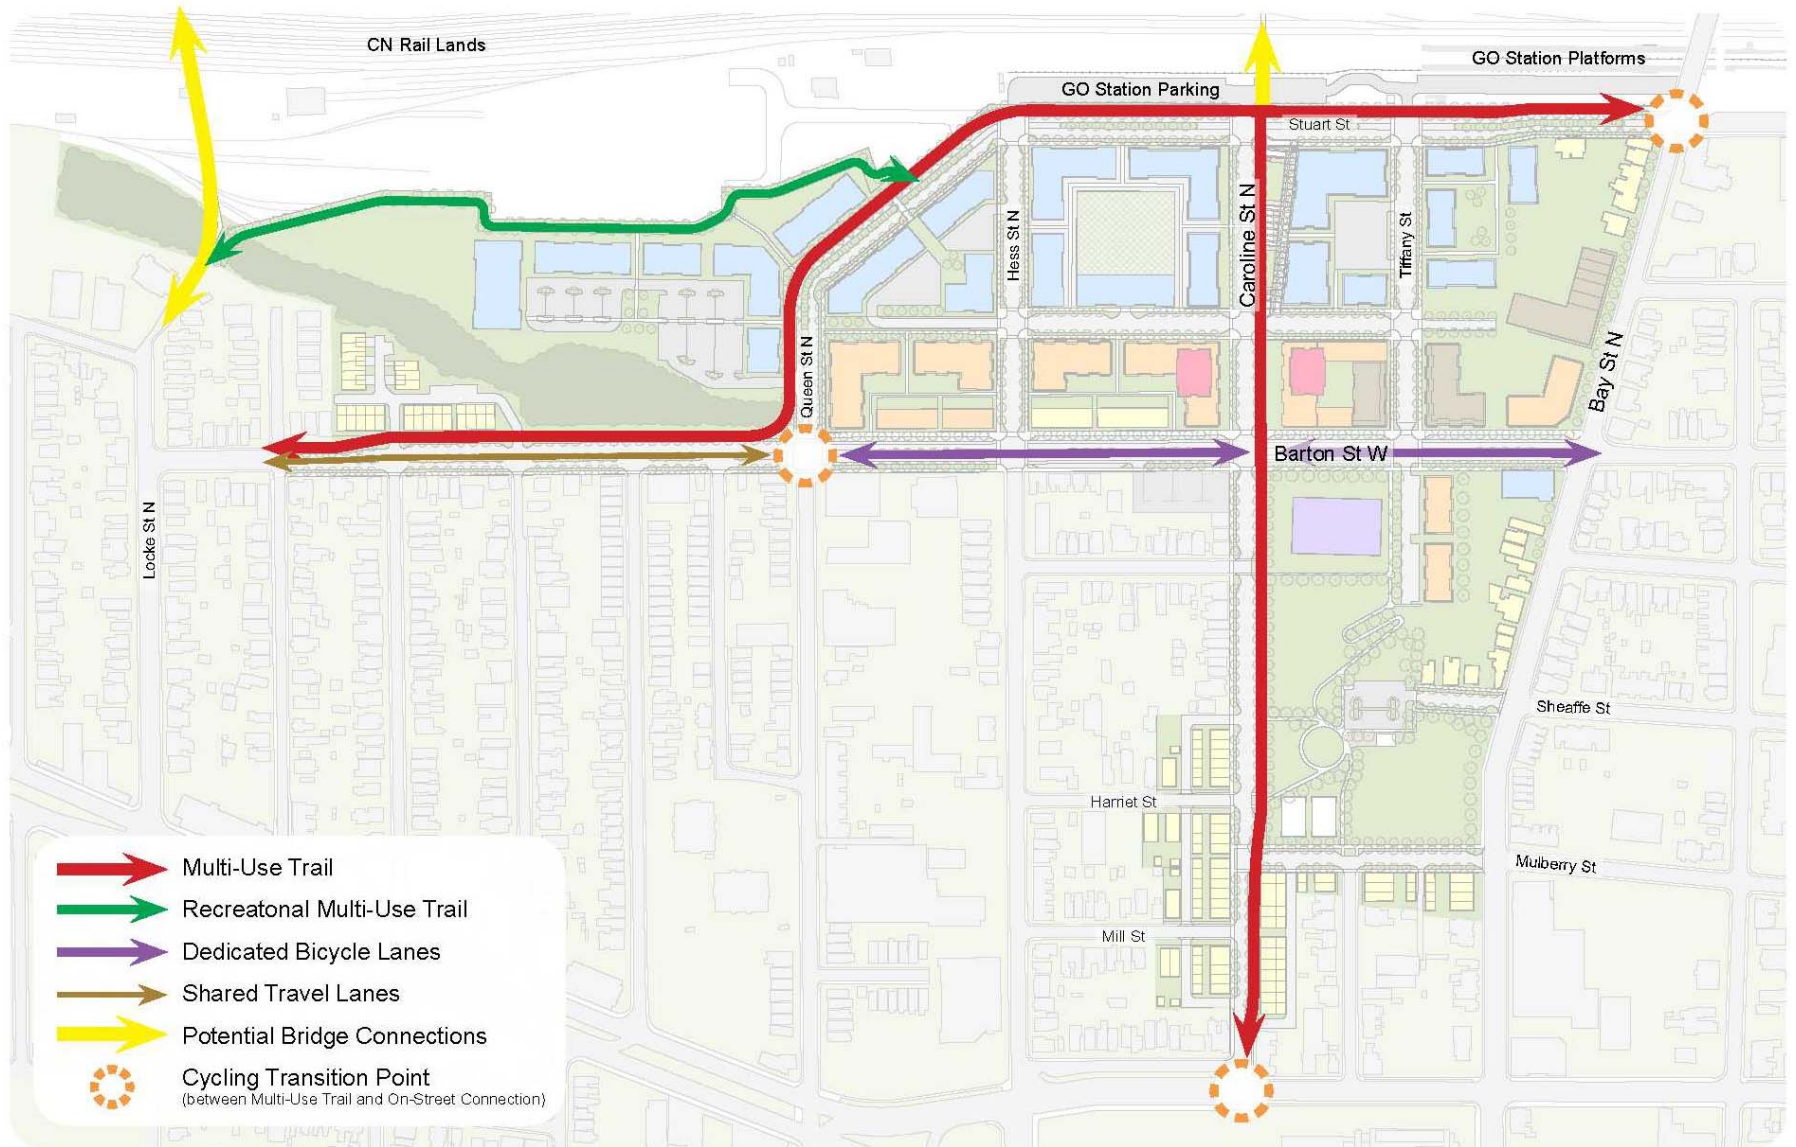 CN Rail Lands
GO Station Platforms
GO Station Parking
Stuart St
Hess St N
Caroline St N
Tiffany St
Queen St N
Bay St N
Barton St W
Locke St N
Sheaffe St
Harriet St
Mulberry St
Mill St
Multi-Use Trail
Recreatonal Multi-Use Trail
Dedicated Bicycle Lanes
Shared Travel Lanes
Potential Bridge Connections
Cycling Transition Point
(between Multi-Use Trail and On-Street Connection)